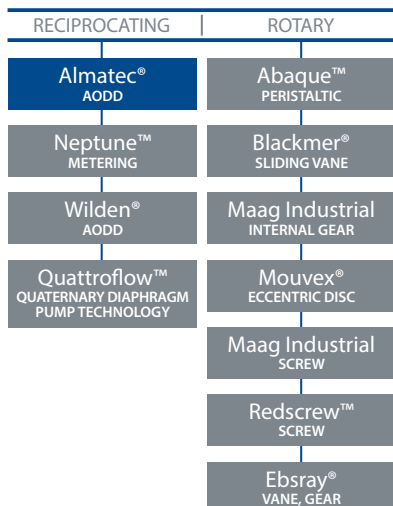 RECIPROCATING | ROTARY
Almatec®
AODD
Neptune™
METERING
Wilden®
AODD
Quattroflow™
QUATERNARY DIAPHRAGM
PUMP TECHNOLOGY
Abaque™
PERISTALTIC
Blackmer®
SLIDING VANE
Maag Industrial
INTERNAL GEAR
Mouvex®
ECCENTRIC DISC
Maag Industrial
SCREW
Redscrew™
SCREW
Ebsray®
VANE, GEAR